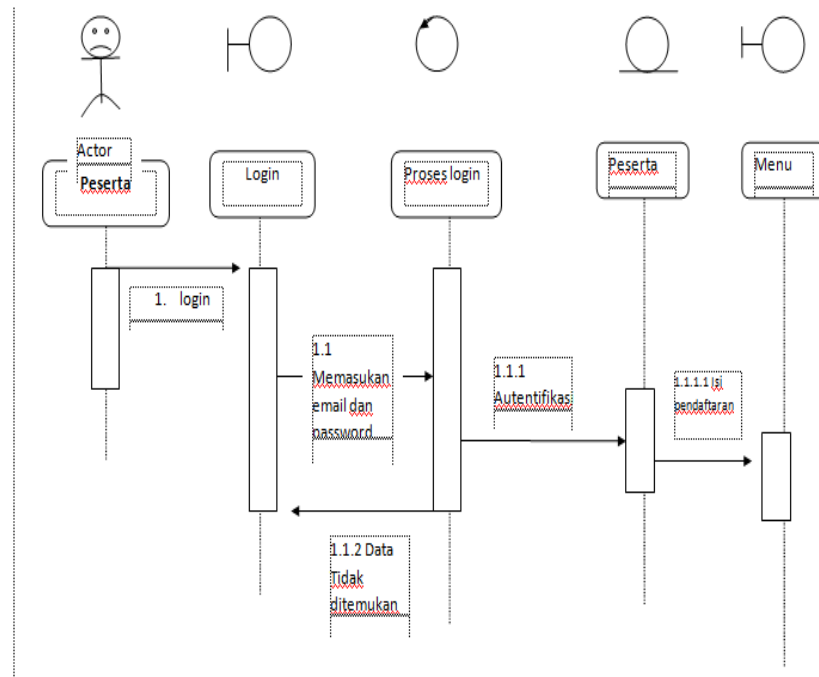 Actor
Peserta
Login
Proses login
Peserta
Menu
1. login
1.1
Memasukan
email dan
password
1.1.1
Autentifikas
1.1.1.1 Isi
pendaftaran
1.1.2 Data
Tidak
ditemukan